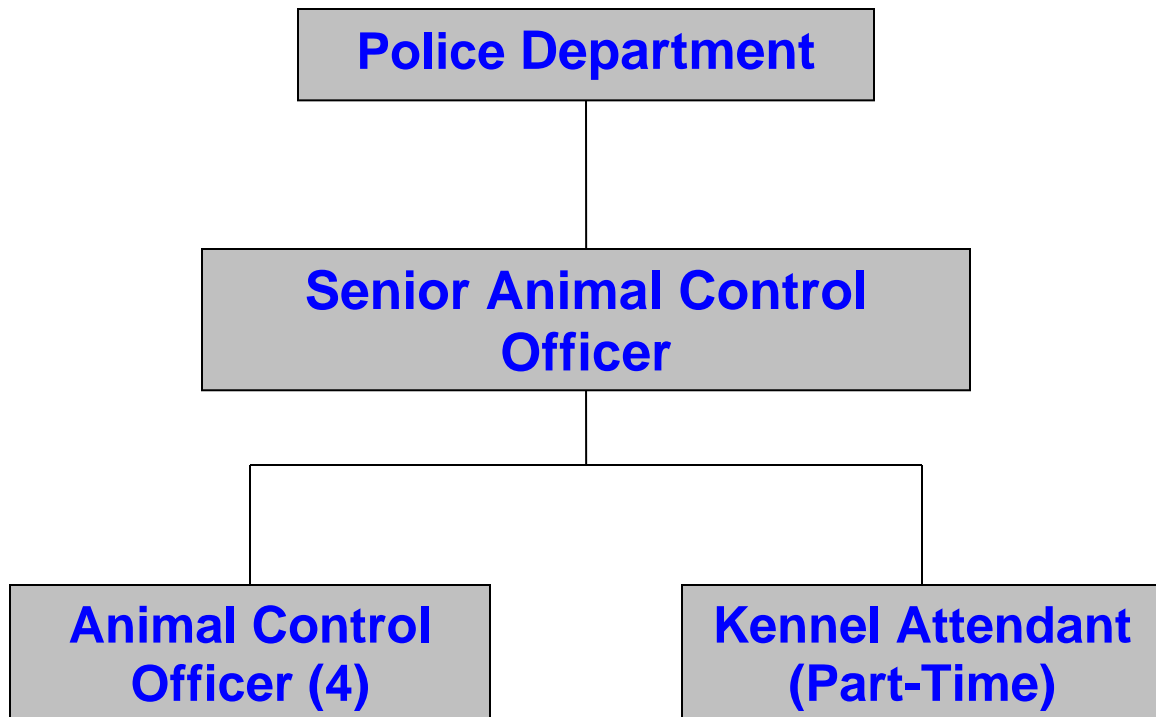 Police Department
Senior Animal Control
Officer
Animal Control
Officer (4)
Kennel Attendant
(Part-Time)